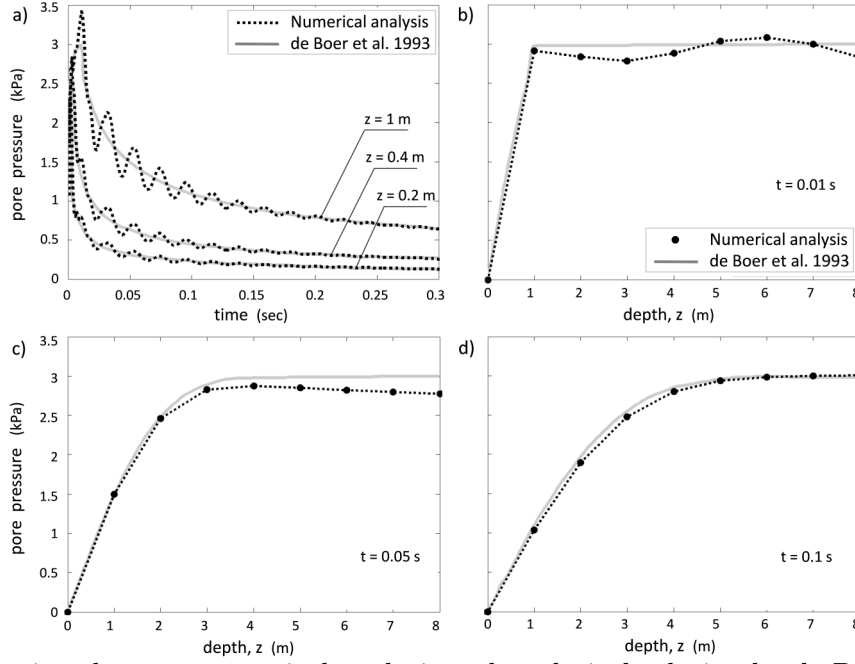 a)
3.5
3
2.5
2
1.5
1
0.5
0
pore pressure (kPa)
Numerical analysis
de Boer et al. 1993
z = 1 m
z = 0.4 m
z = 0.2 m
0 0.05 0.1 0.15 0.2 0.25 0.3
time (sec)
b)
t = 0.01 s
Numerical analysis
de Boer et al. 1993
0 1 2 3 4 5 6 7 8
depth, z (m)
c)
3.5
3
2.5
2
1.5
1
0.5
0
pore pressure (kPa)
t = 0.05 s
0 1 2 3 4 5 6 7 8
depth, z (m)
d)
t = 0.1 s
0 1 2 3 4 5 6 7 8
depth, z (m)